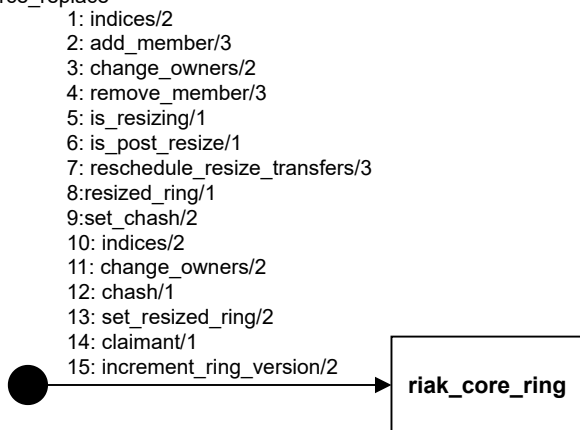 1: indices/2
2: add_member/3
3: change_owners/2
4: remove_member/3
5: is_resizing/1
6: is_post_resize/1
7: reschedule_resize_transfers/3
8:resized_ring/1
9:set_chash/2
10: indices/2
11: change_owners/2
12: chash/1
13: set_resized_ring/2
14: claimant/1
15: increment_ring_version/2
riak_core_ring